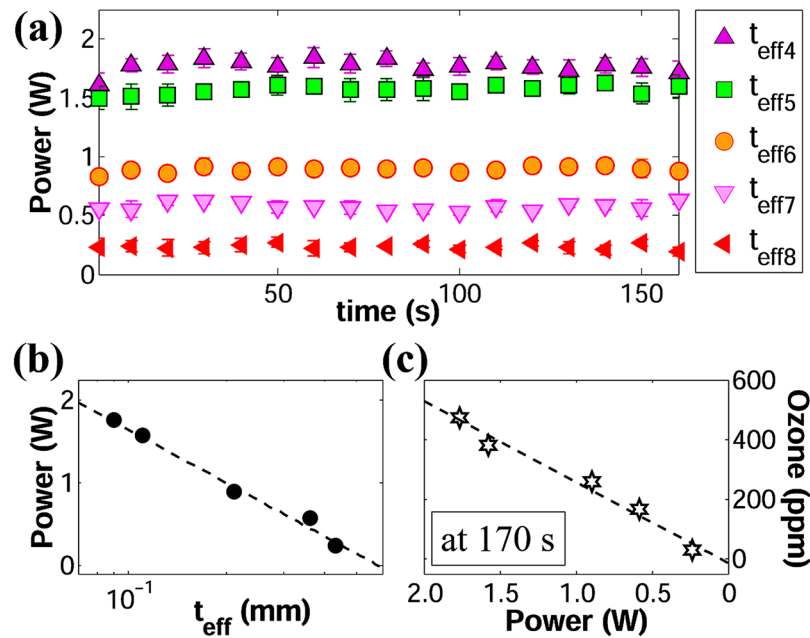 (a)
2
1.5
1
0.5
0
Power (W)
50
100
150
time (s)
t_eff4
t_eff5
t_eff6
t_eff7
t_eff8
(b)
2
1
0
Power (W)
10⁻¹
t_eff (mm)
(c)
600
400
200
0
Ozone (ppm)
at 170 s
2.0
1.5
1.0
0.5
0
Power (W)